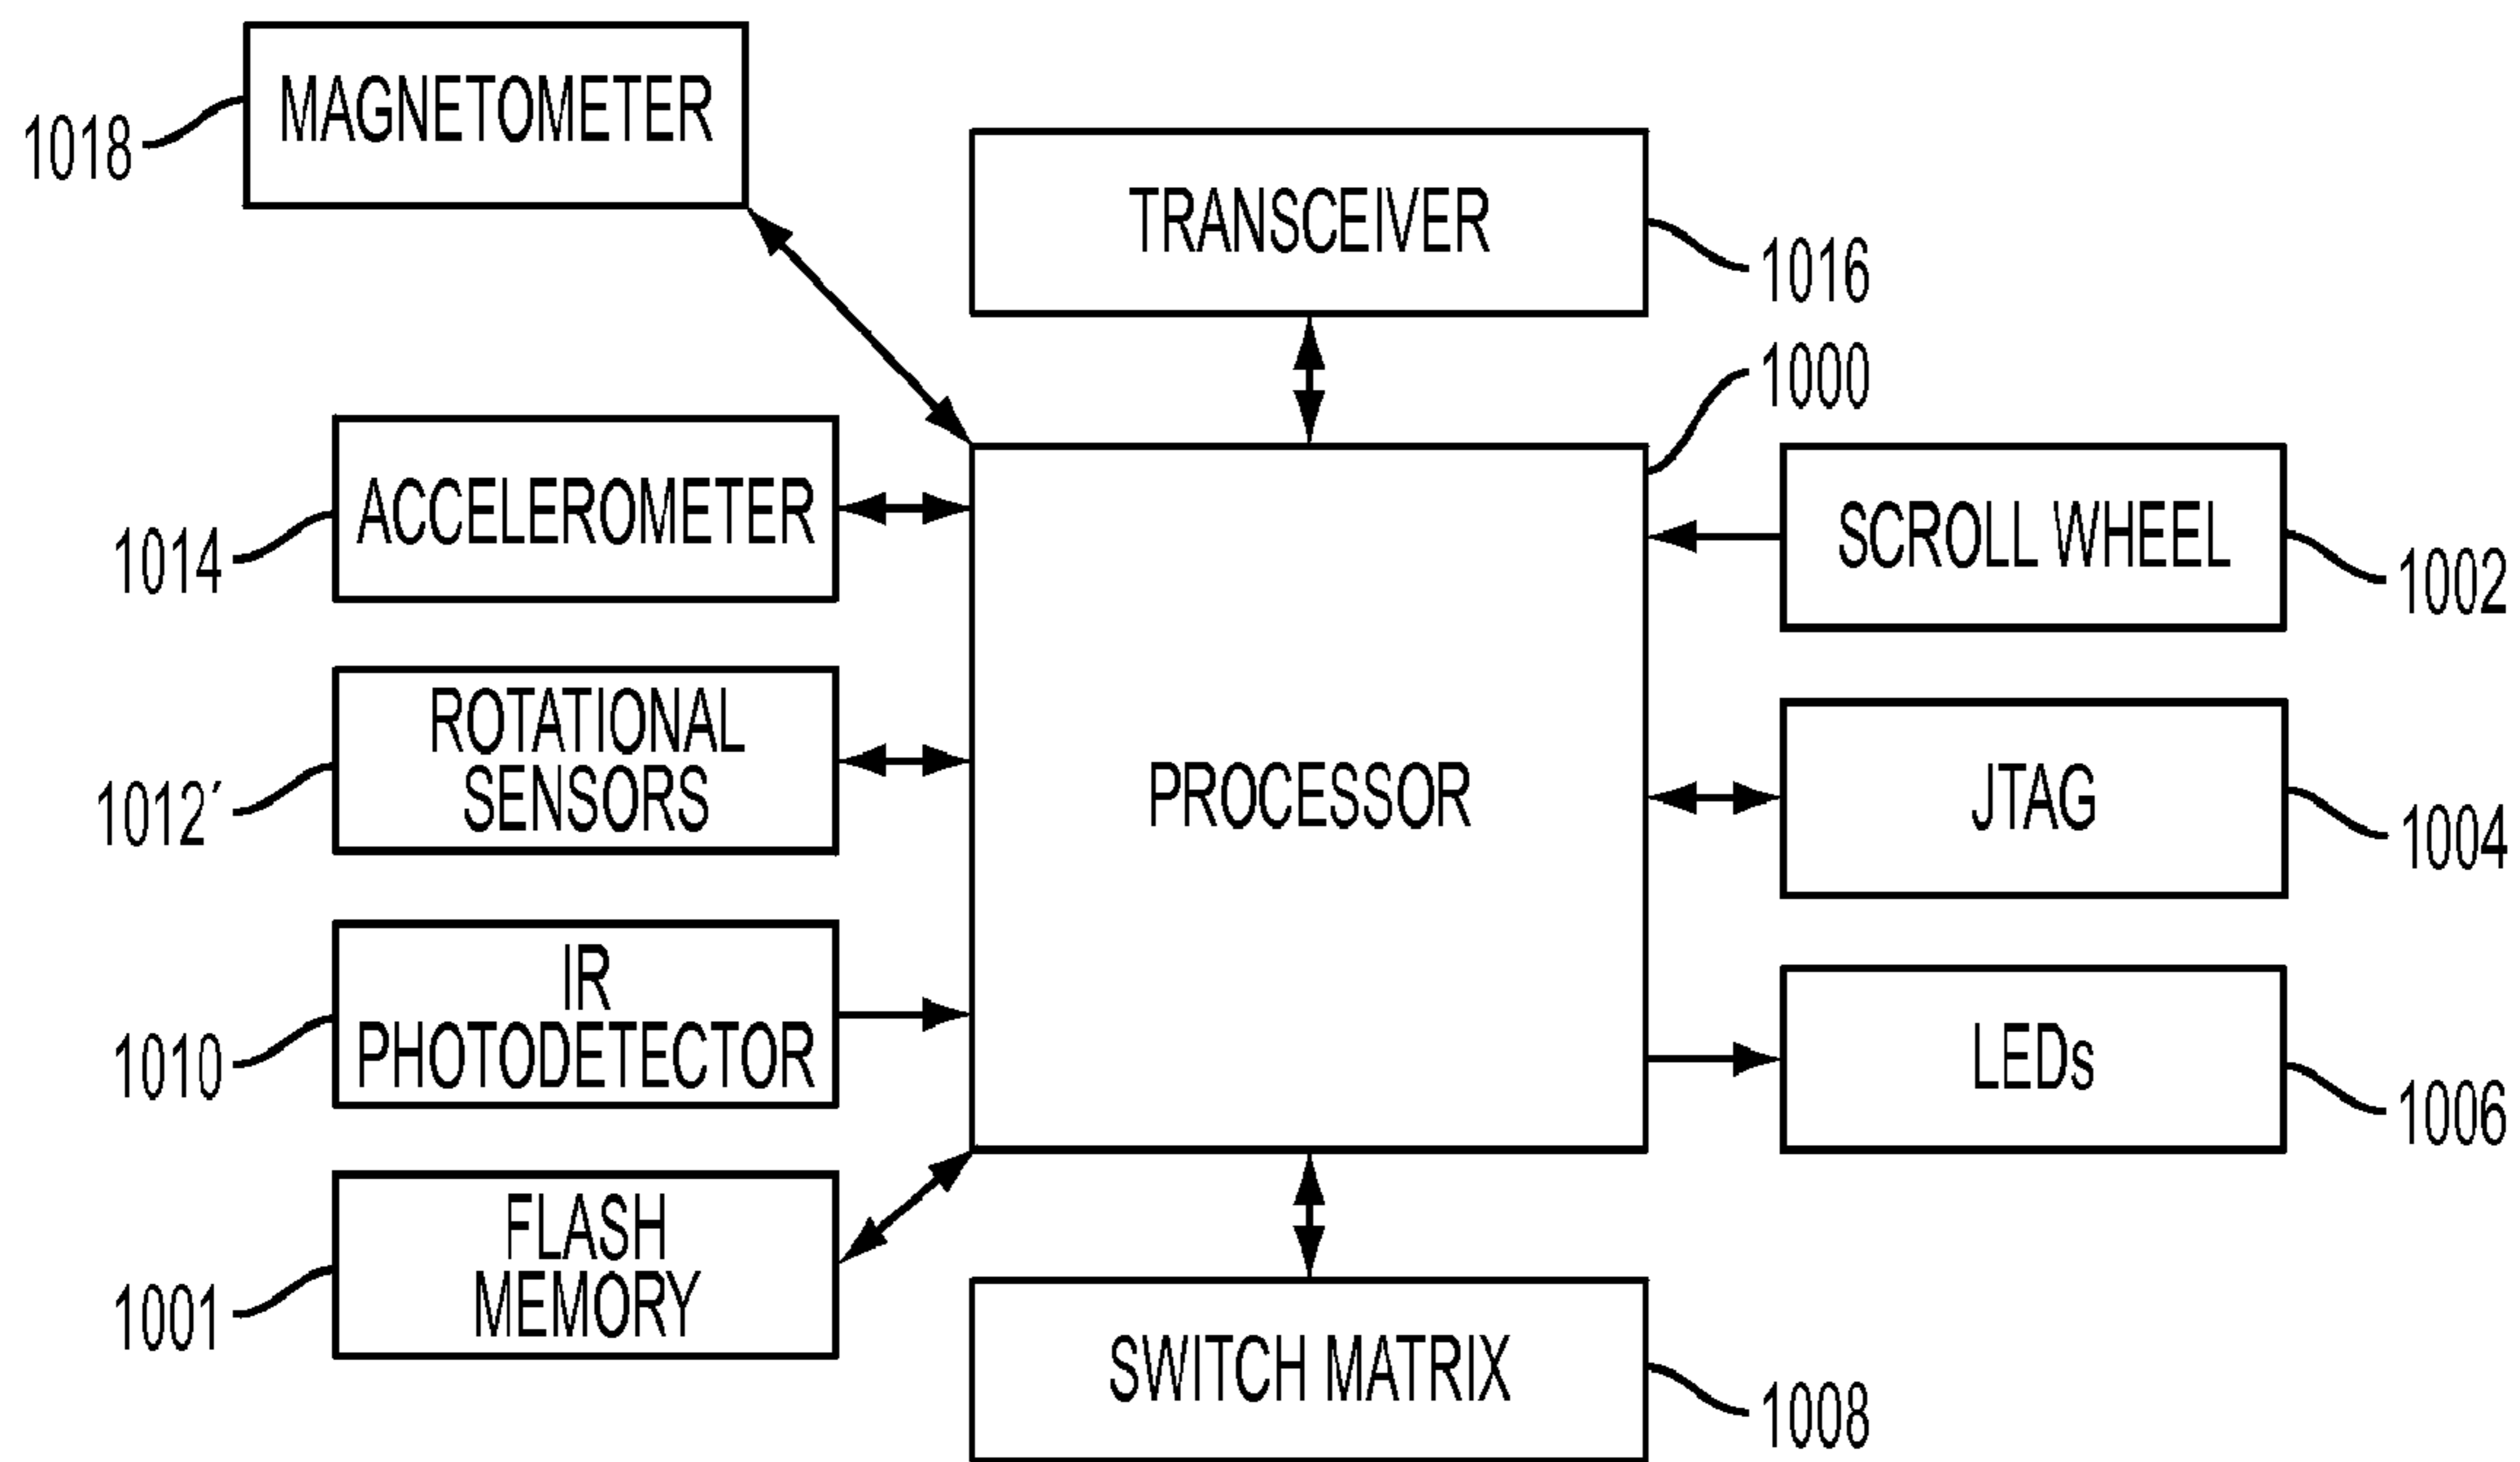 MAGNETOMETER
1018
TRANSCEIVER
1016
1000
ACCELEROMETER
1014
SCROLL WHEEL
1002
ROTATIONAL
SENSORS
1012′
PROCESSOR
JTAG
1004
IR
PHOTODETECTOR
1010
LEDs
1006
FLASH
MEMORY
1001
SWITCH MATRIX
1008